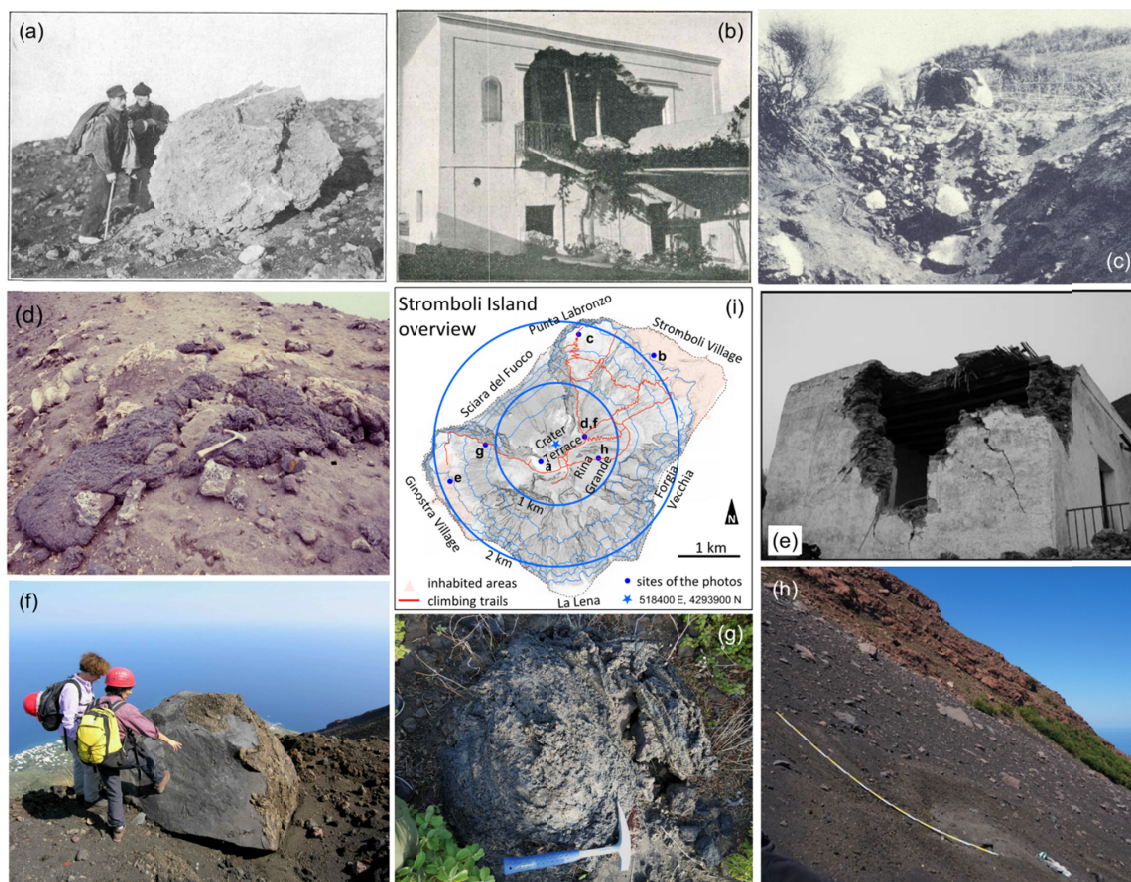 (a)
(b)
(c)
(d)
Stromboli Island
overview
(i)
Punta Labronzo
Stromboli Village
Sciara del Fuoco
c
b
d,f
Crater
Terrace
a
g
h
e
Rina
Grande
Forgia
Vecchia
Ginostra Village
1 km
2 km
N
1 km
inhabited areas
sites of the photos
climbing trails
518400 E, 4293900 N
La Lena
(e)
(f)
(g)
(h)